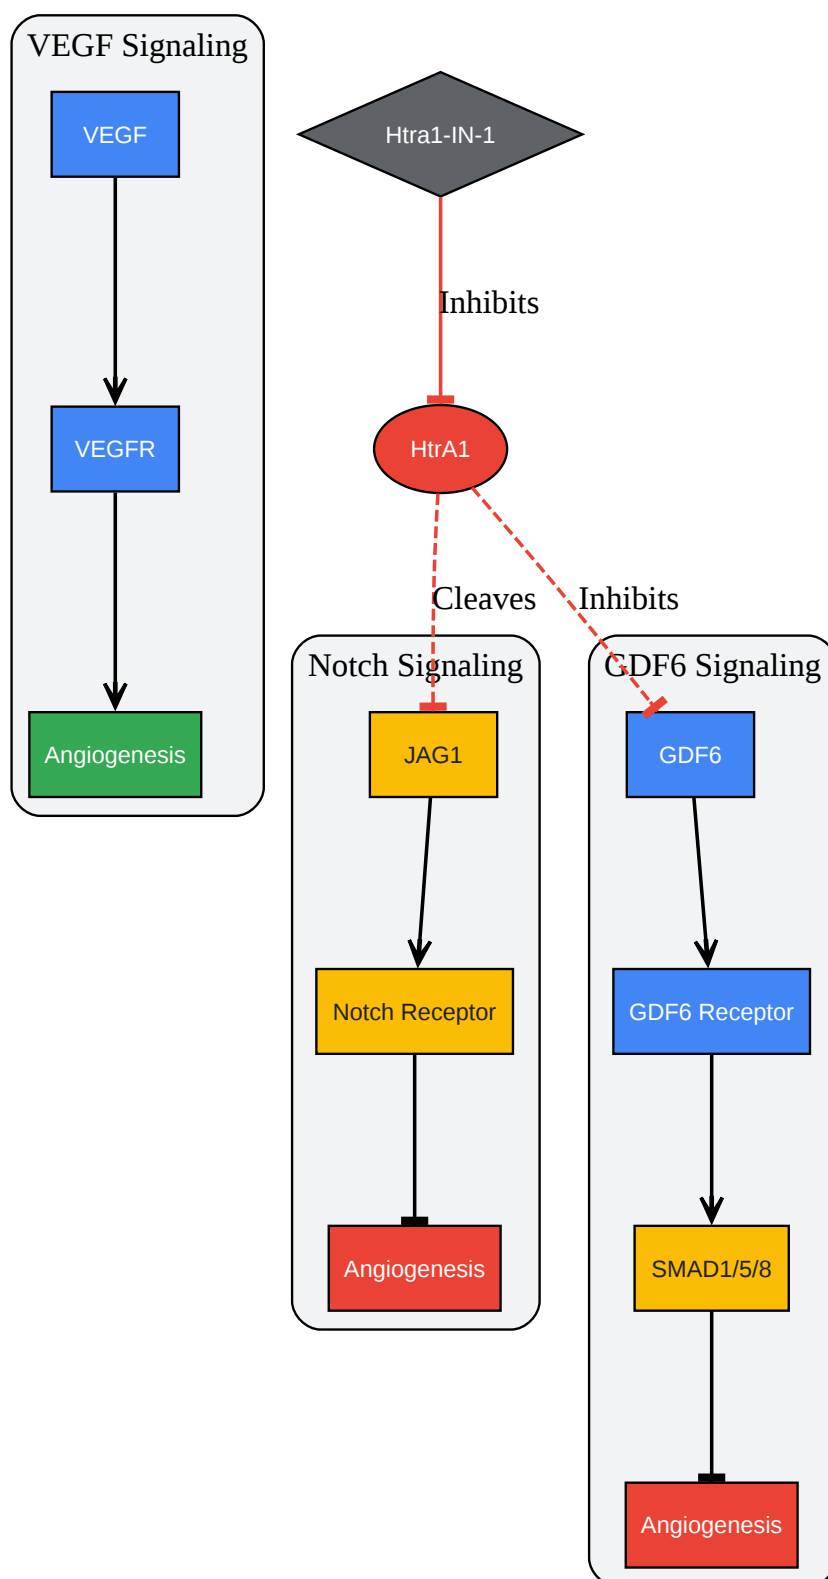 VEGF Signaling
VEGF
VEGFR
Angiogenesis
Htra1-IN-1
Inhibits
HtrA1
Cleaves
Inhibits
Notch Signaling
JAG1
Notch Receptor
Angiogenesis
GDF6 Signaling
GDF6
GDF6 Receptor
SMAD1/5/8
Angiogenesis